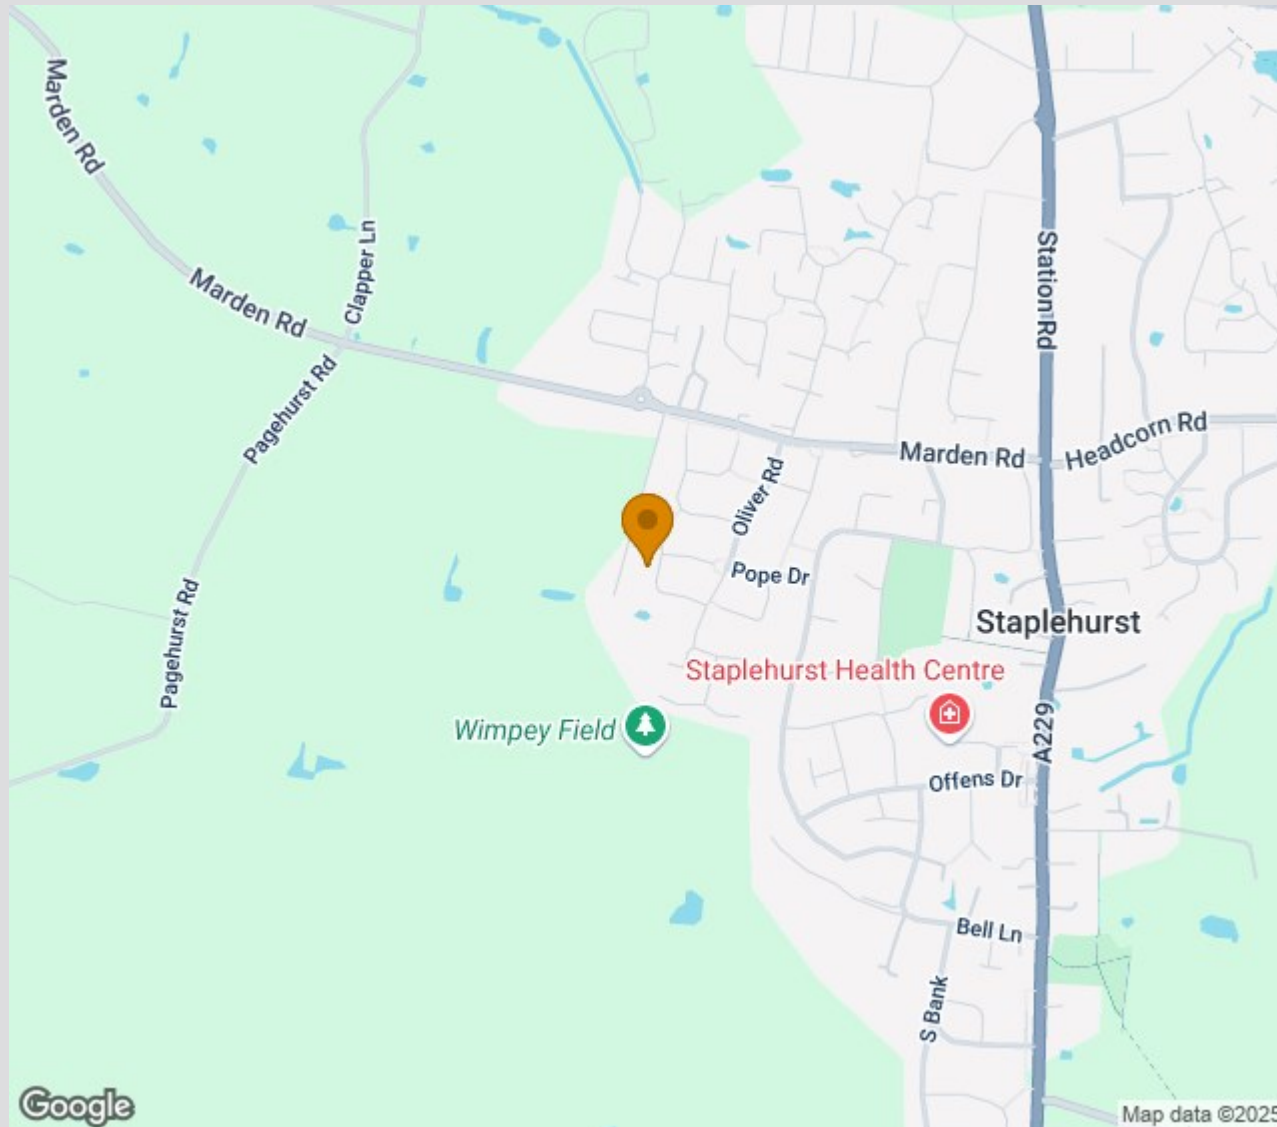 Marden Rd
Clapper Ln
Marden Rd
Station Rd
Pagehurst Rd
Marden Rd
Headcorn Rd
Oliver Rd
Pope Dr
Pagehurst Rd
Staplehurst
Staplehurst Health Centre
Wimpey Field
A229
Offens Dr
Bell Ln
S Bank
Google
Map data ©2025